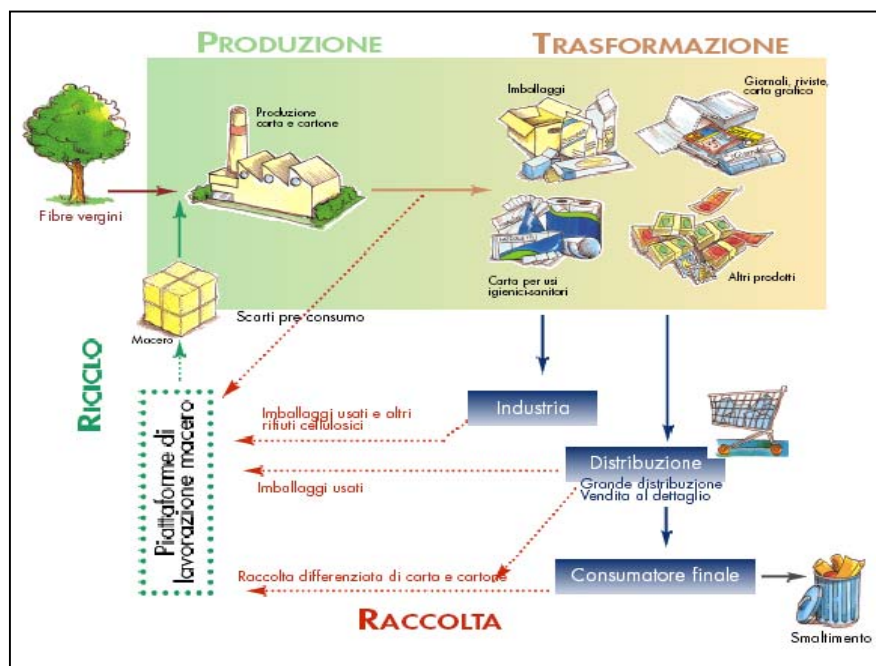 PRODUZIONE
TRASFORMAZIONE
Produzione
carta e cartone
Imballaggi
Giornali, riviste,
carta grafica
Fibre vergini
Carta per usi
igienici-sanitari
Altri prodotti
Macero
Scarti pre consumo
RICICLO
Piattaforme di
lavorazione macero
Imballaggi usati e altri
rifiuti cellulosici
Industria
Imballaggi usati
Distribuzione
Grande distribuzione
Vendita al dettaglio
Raccolta differenziata di carta e cartone
Consumatore finale
RACCOLTA
Smaltimento